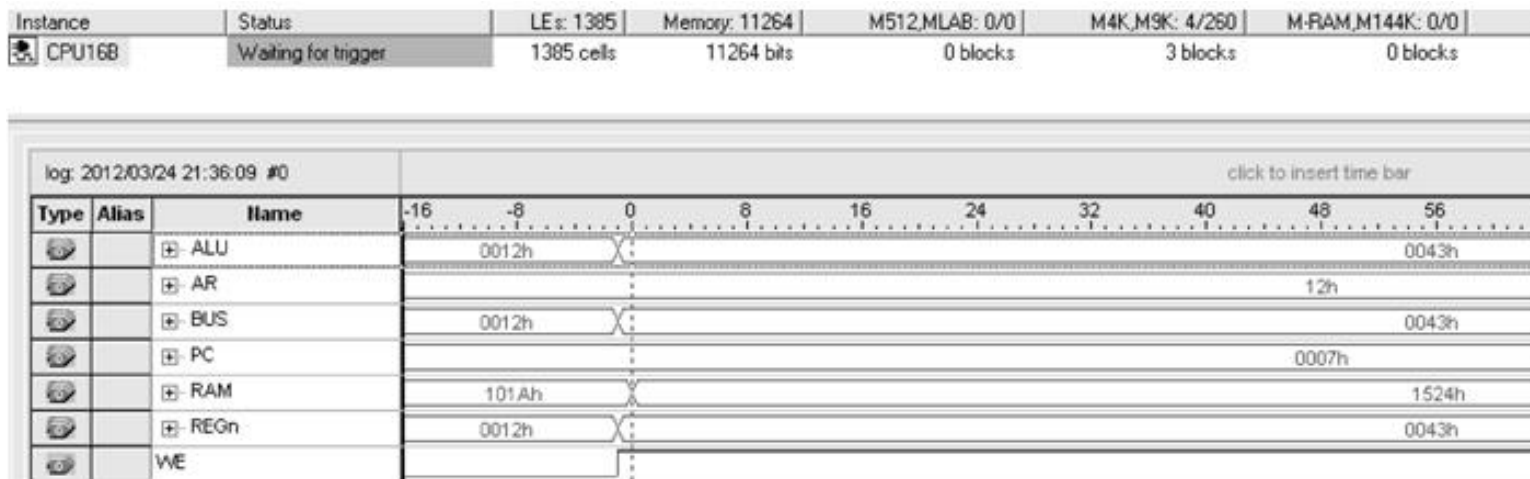 Instance Status LEs: 1385 Memory: 11264 M512,MLAB: 0/0 M4K,M9K: 4/260 M-RAM,M144K: 0/0
CPU16B Waiting for trigger 1385 cells 11264 bits 0 blocks 3 blocks 0 blocks
log: 2012/03/24 21:36:09 #0 click to insert time bar
Type Alias Name -16 -8 0 8 16 24 32 40 48 56
ALU 0012h 0043h
AR 12h
BUS 0012h 0043h
PC 0007h
RAM 101Ah 1524h
REGn 0012h 0043h
WE